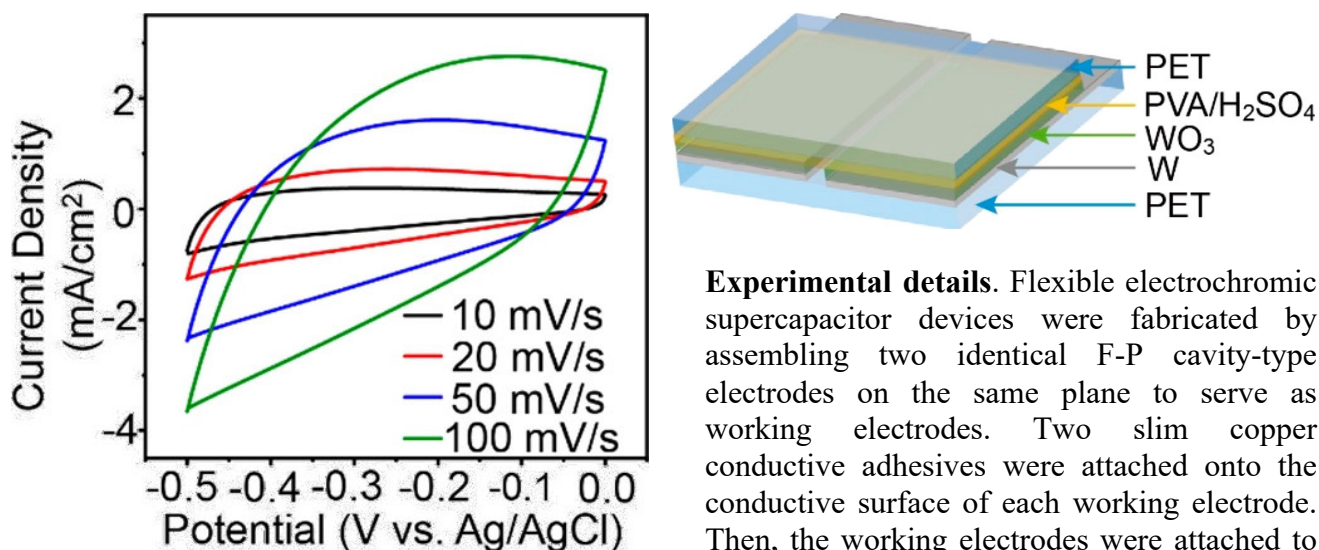 Current Density
(mA/cm²)
2
0
-2
-4
10 mV/s
20 mV/s
50 mV/s
100 mV/s
-0.5 -0.4 -0.3 -0.2 -0.1 0.0
Potential (V vs. Ag/AgCl)
PET
PVA/H₂SO₄
WO₃
W
PET
Experimental details. Flexible electrochromic
supercapacitor devices were fabricated by
assembling two identical F-P cavity-type
electrodes on the same plane to serve as
working electrodes. Two slim copper
conductive adhesives were attached onto the
conductive surface of each working electrode.
Then, the working electrodes were attached to